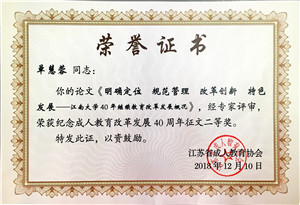 荣誉证书
单慧蓉 同志：
你的论文《明确定位 规范管理 改革创新 持色
发展——江南大学40年继续教育改革发展概况》，经专家评审，
荣获纪念成人教育改革发展40周年征文二等奖。
特发此证，以资鼓励。
江苏省成人教育协会
2018年12月10日